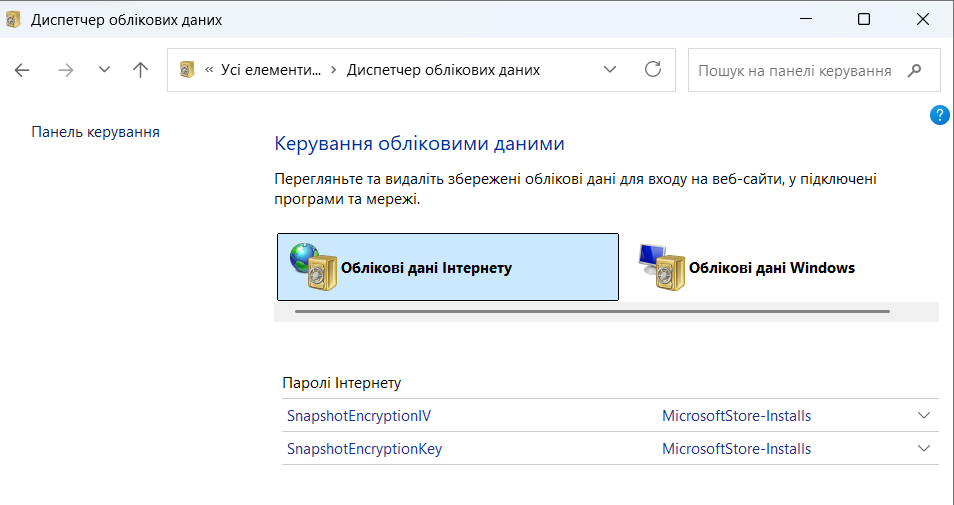 Диспетчер облікових даних
« Усі елементи... › Диспетчер облікових даних
Пошук на панелі керування
?
Панель керування
Керування обліковими даними
Перегляньте та видаліть збережені облікові дані для входу на веб-сайти, у підключені
програми та мережі.
Облікові дані Інтернету
Облікові дані Windows
Паролі Інтернету
SnapshotEncryptionIV MicrosoftStore-Installs
SnapshotEncryptionKey MicrosoftStore-Installs